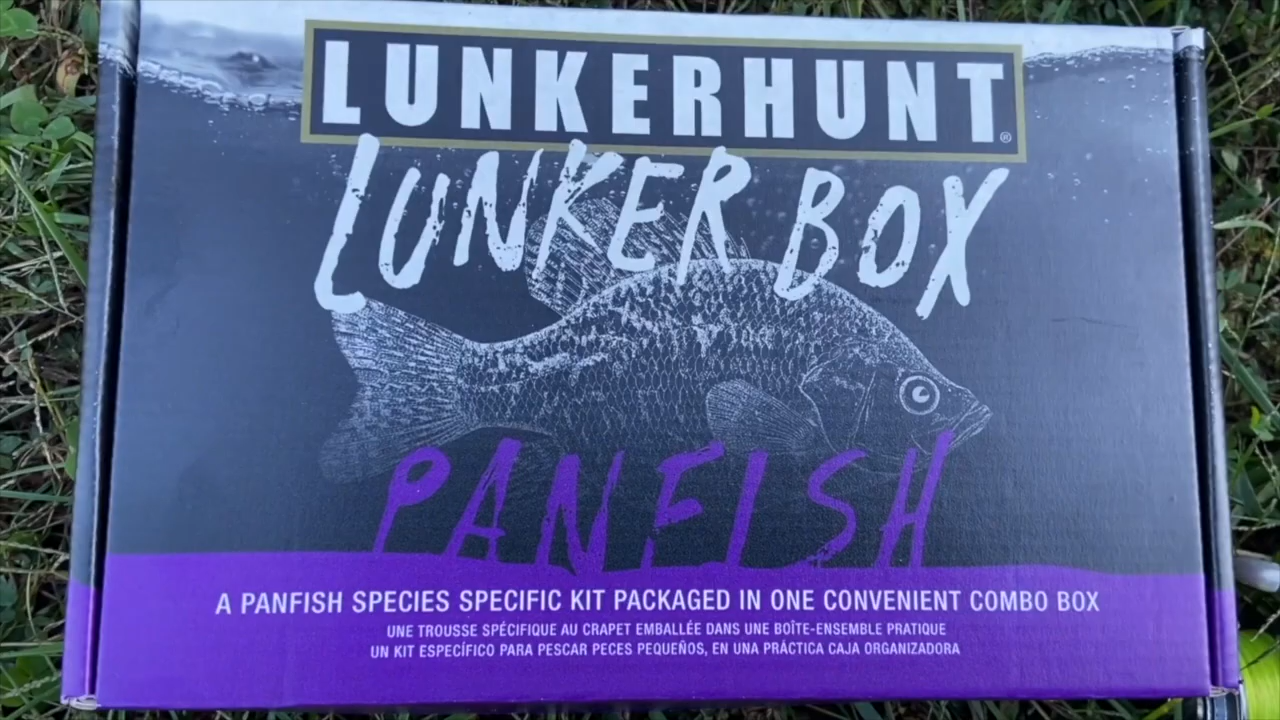 LUNKERHUNT®
LUNKER BOX
PANFISH
A PANFISH SPECIES SPECIFIC KIT PACKAGED IN ONE CONVENIENT COMBO BOX
UNE TROUSSE SPÉCIFIQUE AU CRAPET EMBALLÉE DANS UNE BOÎTE-ENSEMBLE PRATIQUE
UN KIT ESPECÍFICO PARA PESCAR PECES PEQUEÑOS, EN UNA PRÁCTICA CAJA ORGANIZADORA